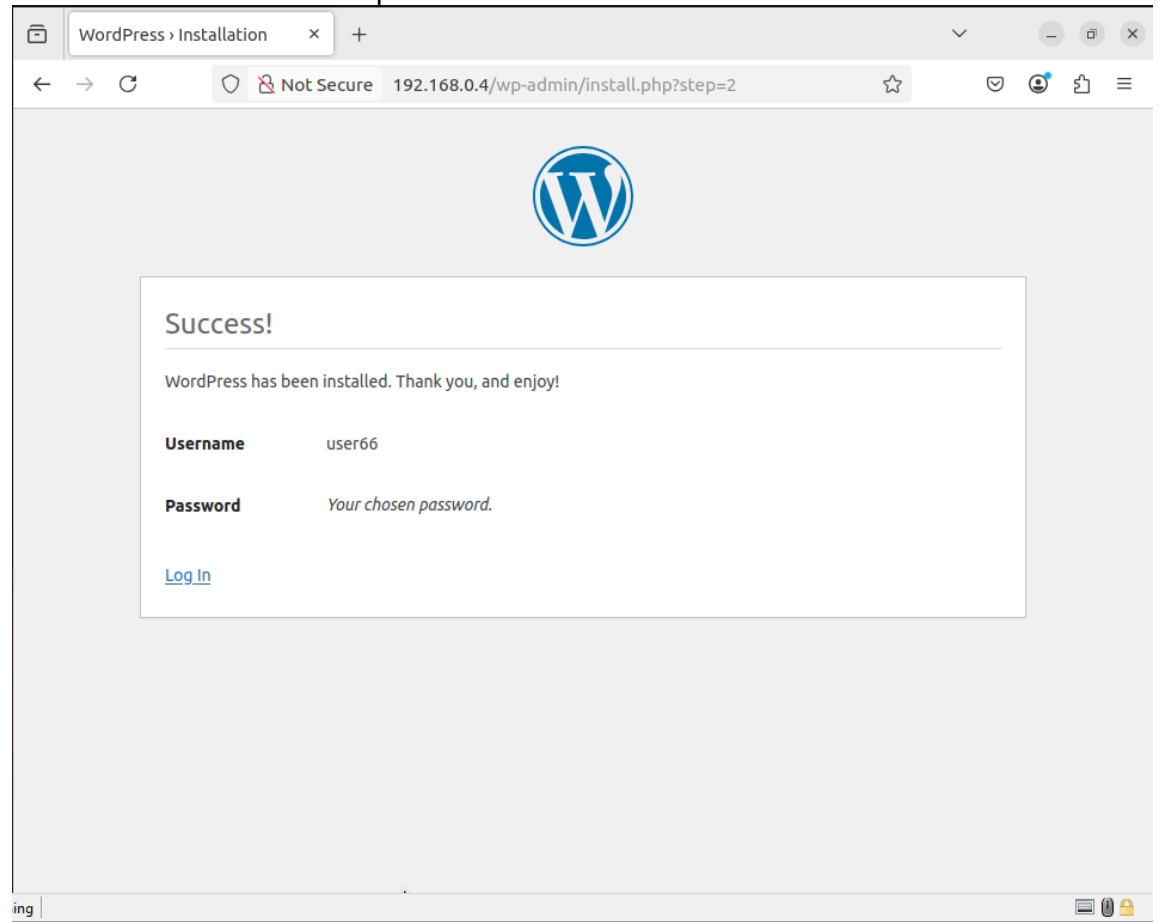 WordPress › Installation
Not Secure 192.168.0.4/wp-admin/install.php?step=2
Success!
WordPress has been installed. Thank you, and enjoy!
Username user66
Password Your chosen password.
Log In
ing